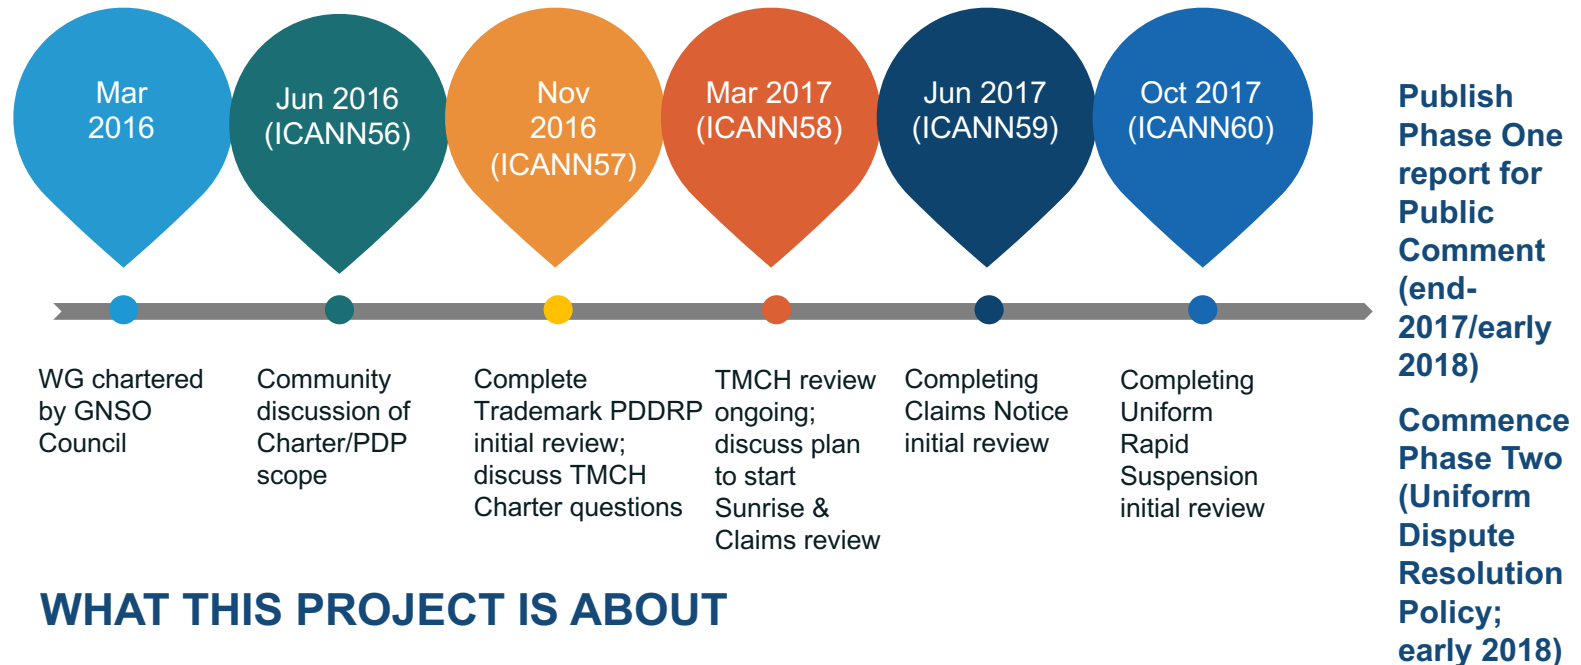 Mar
2016
Jun 2016
(ICANN56)
Nov
2016
(ICANN57)
Mar 2017
(ICANN58)
Jun 2017
(ICANN59)
Oct 2017
(ICANN60)
WG chartered
by GNSO
Council
Community
discussion of
Charter/PDP
scope
Complete
Trademark PDDRP
initial review;
discuss TMCH
Charter questions
TMCH review
ongoing;
discuss plan
to start
Sunrise &
Claims review
Completing
Claims Notice
initial review
Completing
Uniform
Rapid
Suspension
initial review
Publish
Phase One
report for
Public
Comment
(end-
2017/early
2018)
Commence
Phase Two
(Uniform
Dispute
Resolution
Policy;
early 2018)
WHAT THIS PROJECT IS ABOUT